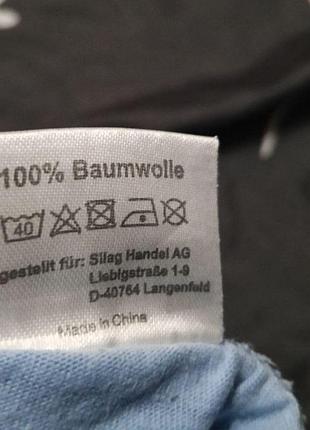 100% Baumwolle
40
gestellt für: Silag Handel AG
Liebigstraße 1-9
D-40764 Langenfeld
Made in China